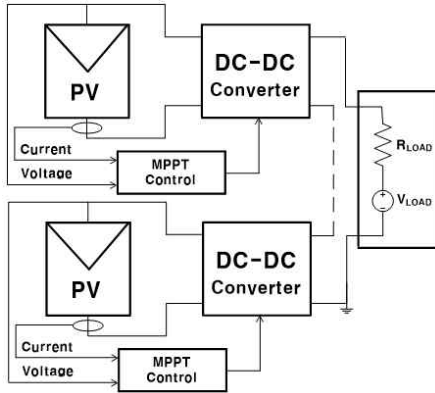 PV
DC-DC
Converter
Current
Voltage
MPPT
Control
RLOAD
VLOAD
+
−
PV
DC-DC
Converter
Current
Voltage
MPPT
Control